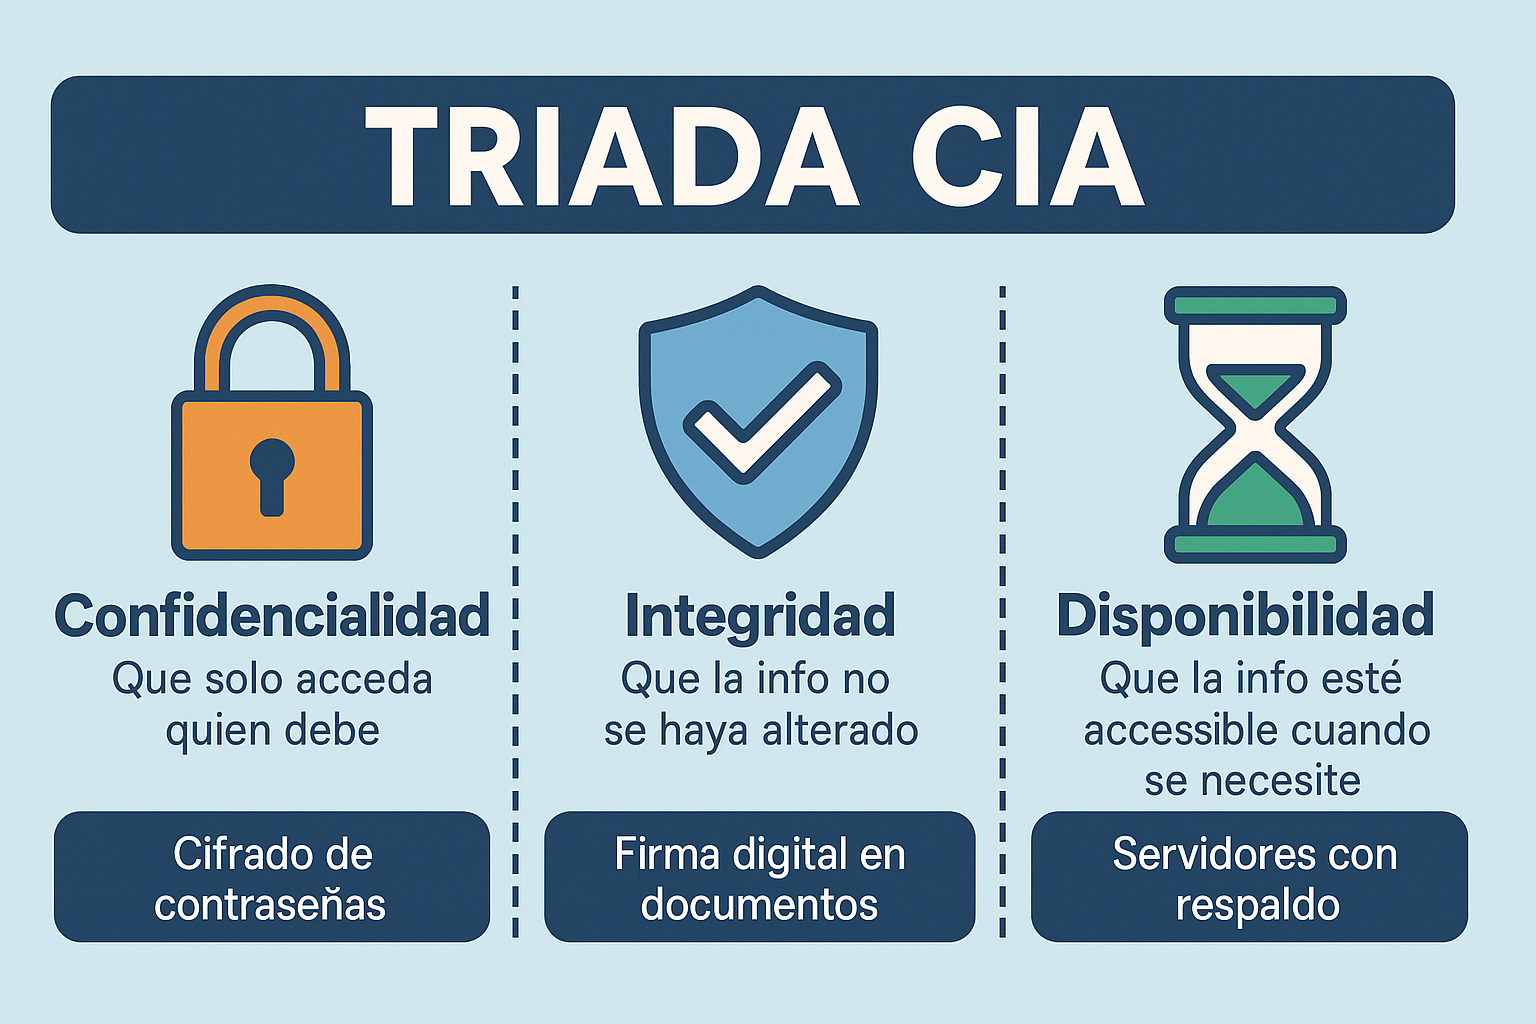 TRIADA CIA
Confidencialidad
Que solo acceda
quien debe
Cifrado de
contraseñas
Integridad
Que la info no
se haya alterado
Firma digital en
documentos
Disponibilidad
Que la info esté
accessible cuando
se necesite
Servidores con
respaldo